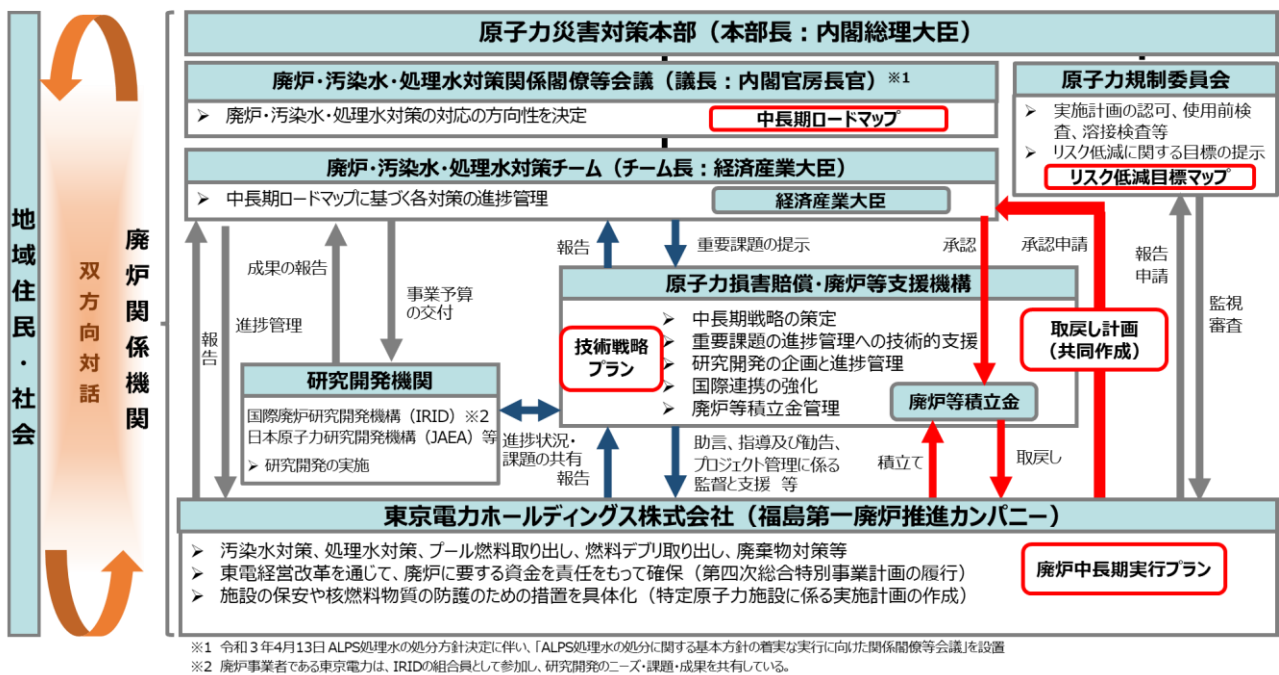 地域住民・社会
双方向対話
廃炉関係機関
原子力災害対策本部（本部長：内閣総理大臣）
廃炉・汚染水・処理水対策関係閣僚等会議（議長：内閣官房長官）※1
➢ 廃炉・汚染水・処理水対策の対応の方向性を決定
中長期ロードマップ
原子力規制委員会
➢ 実施計画の認可、使用前検
査、溶接検査等
➢ リスク低減に関する目標の提示
リスク低減目標マップ
廃炉・汚染水・処理水対策チーム（チーム長：経済産業大臣）
➢ 中長期ロードマップに基づく各対策の進捗管理
経済産業大臣
報告
進捗管理
成果の報告
事業予算
の交付
報告
重要課題の提示
承認
承認申請
報告
申請
監視
審査
原子力損害賠償・廃炉等支援機構
➢ 中長期戦略の策定
➢ 重要課題の進捗管理への技術的支援
➢ 研究開発の企画と進捗管理
➢ 国際連携の強化
➢ 廃炉等積立金管理
技術戦略
プラン
廃炉等積立金
取戻し計画
（共同作成）
研究開発機関
国際廃炉研究開発機構（IRID）※2
日本原子力研究開発機構（JAEA）等
➢ 研究開発の実施
進捗状況・
課題の共有
報告
助言、指導及び勧告、
プロジェクト管理に係る
監督と支援 等
積立て
取戻し
東京電力ホールディングス株式会社（福島第一廃炉推進カンパニー）
➢ 汚染水対策、処理水対策、プール燃料取り出し、燃料デブリ取り出し、廃棄物対策等
➢ 東電経営改革を通じて、廃炉に要する資金を責任をもって確保（第四次総合特別事業計画の履行）
➢ 施設の保安や核燃料物質の防護のための措置を具体化（特定原子力施設に係る実施計画の作成）
廃炉中長期実行プラン
※1 令和３年4月13日 ALPS処理水の処分方針決定に伴い、「ALPS処理水の処分に関する基本方針の着実な実行に向けた関係閣僚等会議」を設置
※2 廃炉事業者である東京電力は、IRIDの組合員として参加し、研究開発のニーズ・課題・成果を共有している。